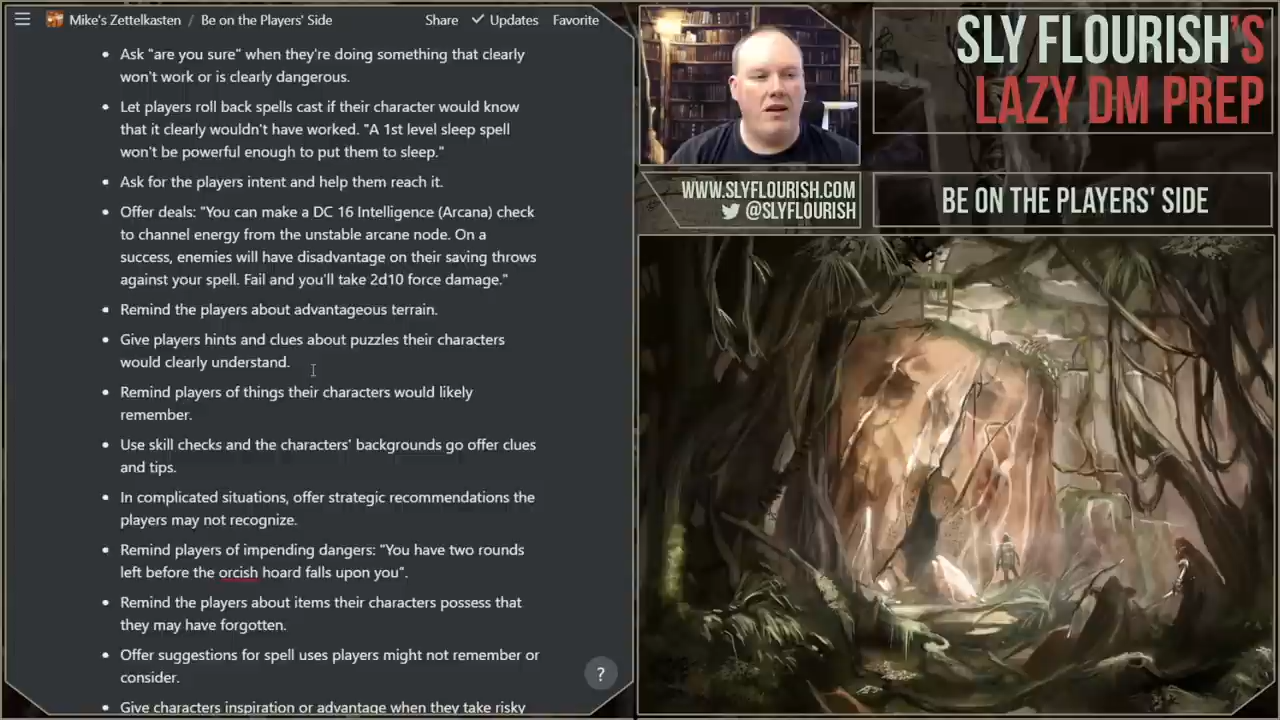 Mike's Zettelkasten / Be on the Players' Side
Share Updates Favorite
Ask "are you sure" when they're doing something that clearly
won't work or is clearly dangerous.
Let players roll back spells cast if their character would know
that it clearly wouldn't have worked. "A 1st level sleep spell
won't be powerful enough to put them to sleep."
Ask for the players intent and help them reach it.
Offer deals: "You can make a DC 16 Intelligence (Arcana) check
to channel energy from the unstable arcane node. On a
success, enemies will have disadvantage on their saving throws
against your spell. Fail and you'll take 2d10 force damage."
Remind the players about advantageous terrain.
Give players hints and clues about puzzles their characters
would clearly understand.
Remind players of things their characters would likely
remember.
Use skill checks and the characters' backgrounds go offer clues
and tips.
In complicated situations, offer strategic recommendations the
players may not recognize.
Remind players of impending dangers: "You have two rounds
left before the orcish hoard falls upon you".
Remind the players about items their characters possess that
they may have forgotten.
Offer suggestions for spell uses players might not remember or
consider.
Give characters inspiration or advantage when they take risky
?
SLY FLOURISH'S
LAZY DM PREP
WWW.SLYFLOURISH.COM
@SLYFLOURISH
BE ON THE PLAYERS' SIDE